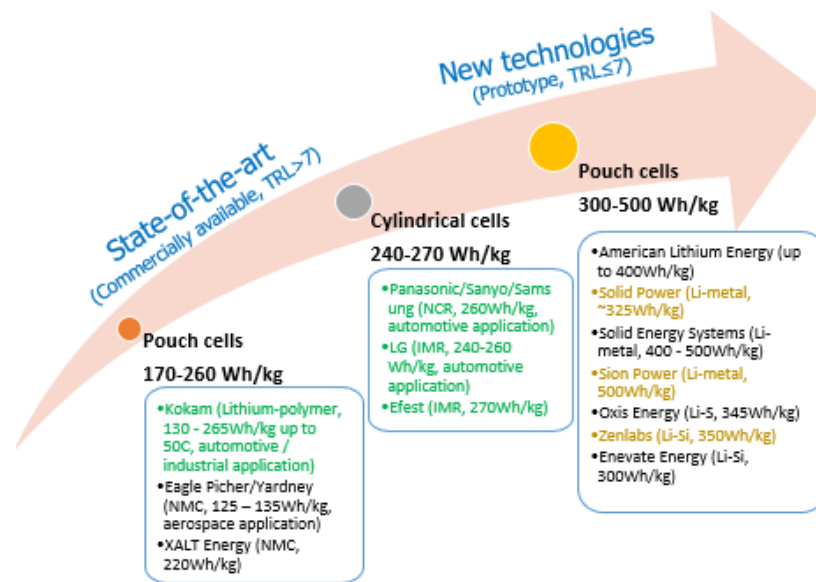 New technologies
(Prototype, TRL≤7)
State-of-the-art
(Commercially available, TRL>7)
Pouch cells
170-260 Wh/kg
•Kokam (Lithium-polymer,
130 - 265Wh/kg up to
50C, automotive /
industrial application)
•Eagle Picher/Yardney
(NMC, 125 – 135Wh/kg,
aerospace application)
•XALT Energy (NMC,
220Wh/kg)
Cylindrical cells
240-270 Wh/kg
•Panasonic/Sanyo/Sams
ung (NCR, 260Wh/kg,
automotive application)
•LG (IMR, 240-260
Wh/kg, automotive
application)
•Efest (IMR, 270Wh/kg)
Pouch cells
300-500 Wh/kg
•American Lithium Energy (up
to 400Wh/kg)
•Solid Power (Li-metal,
~325Wh/kg)
•Solid Energy Systems (Li-
metal, 400 - 500Wh/kg)
•Sion Power (Li-metal,
500Wh/kg)
•Oxis Energy (Li-S, 345Wh/kg)
•Zenlabs (Li-Si, 350Wh/kg)
•Enevate Energy (Li-Si,
300Wh/kg)